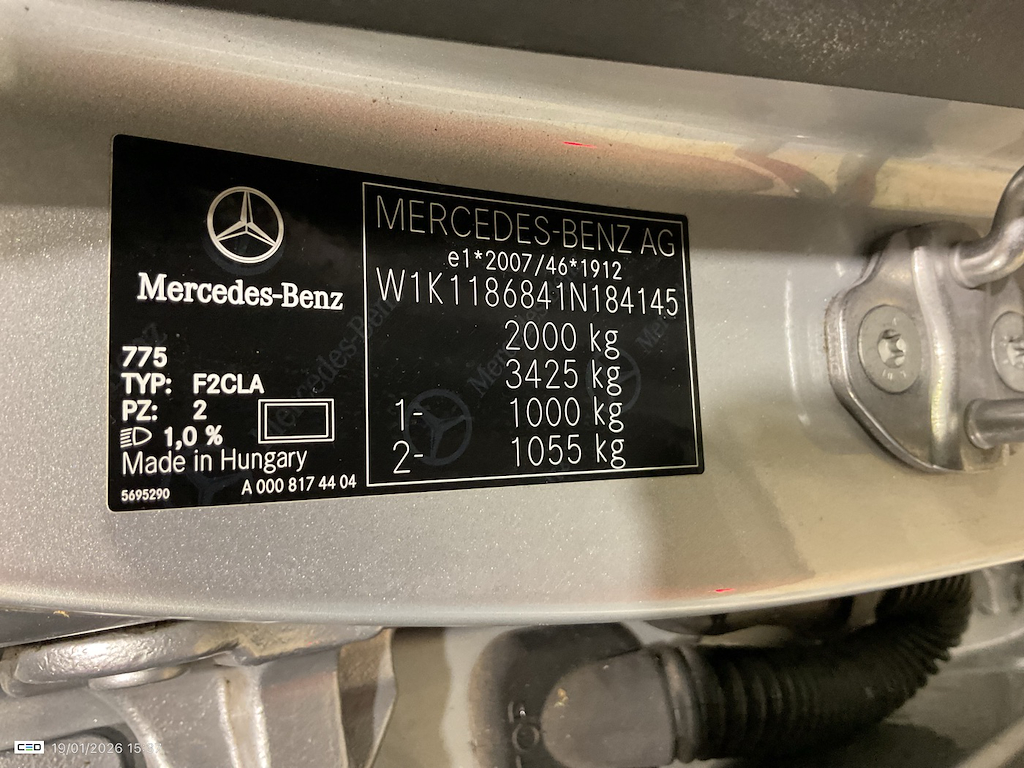 Mercedes-Benz
775
TYP: F2CLA
PZ: 2
1,0 %
Made in Hungary
5695290 A 000 817 44 04
MERCEDES-BENZ AG
e1*2007/46*1912
W1K1186841N184145
2000 kg
3425 kg
1- 1000 kg
2- 1055 kg
CEO 19/01/2026